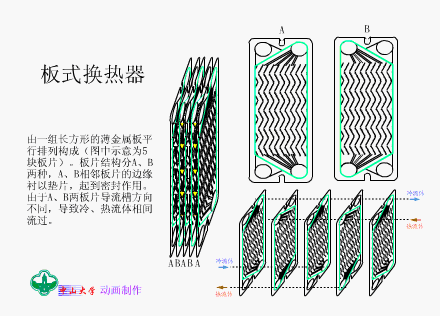 板式换热器
A
B
由一组长方形的薄金属板平
行排列构成（图中示意为5
块板片）。板片结构分A、B
两种，A、B相邻板片的边缘
衬以垫片，起到密封作用。
由于A、B两板片导流槽方向
不同，导致冷、热流体相间
流过。
ABAB A
冷流体
热流体
冷流体
热流体
燕山大学 动画制作